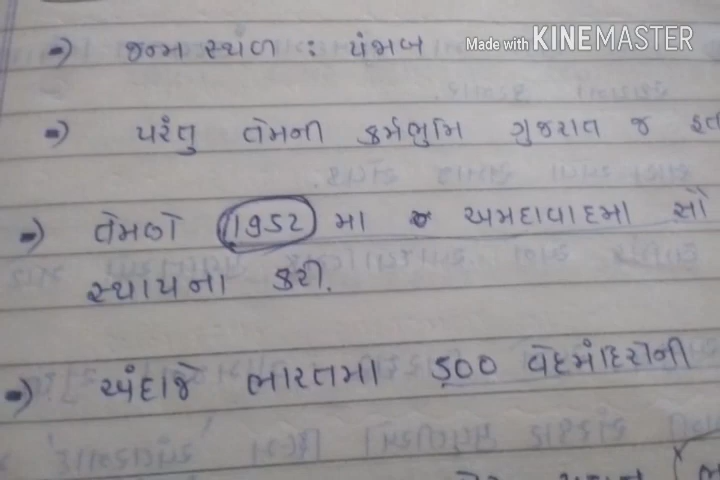 Made with KINEMASTER
→ જન્મ સ્થળ : પંજાબ
→ પરંતુ તેમની કર્મભુમિ ગુજરાત જ
→ તેમણે 1952 મા અમદાવાદમા સૌ
સ્થાપના કરી.
→ અંદાજે ભારતમા 500 વેદમંદિરોની